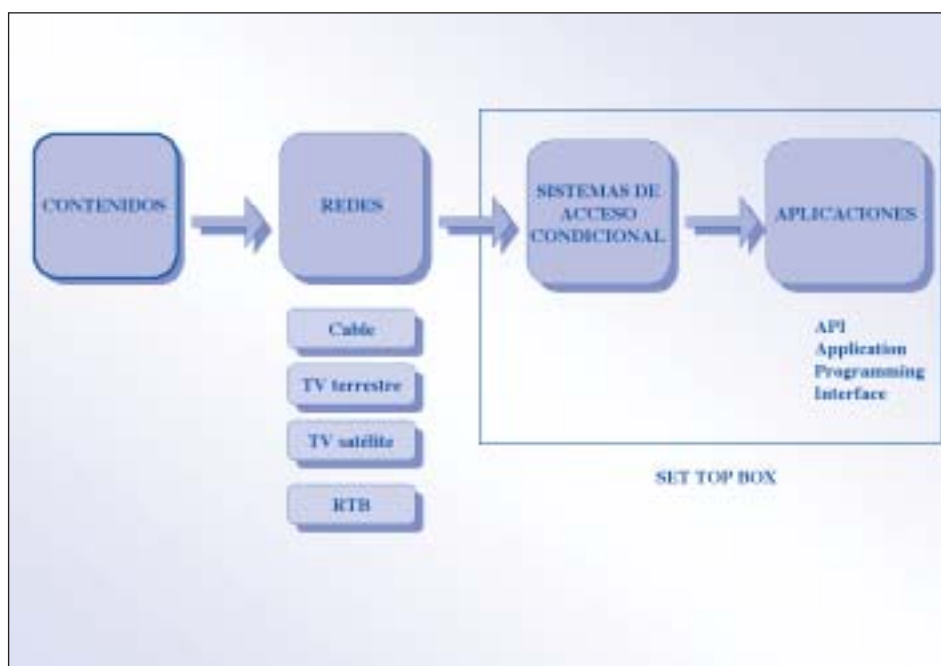 CONTENIDOS
REDES
SISTEMAS DE
ACCESO
CONDICIONAL
APLICACIONES
Cable
TV terrestre
TV satélite
RTB
API
Application
Programming
Interface
SET TOP BOX